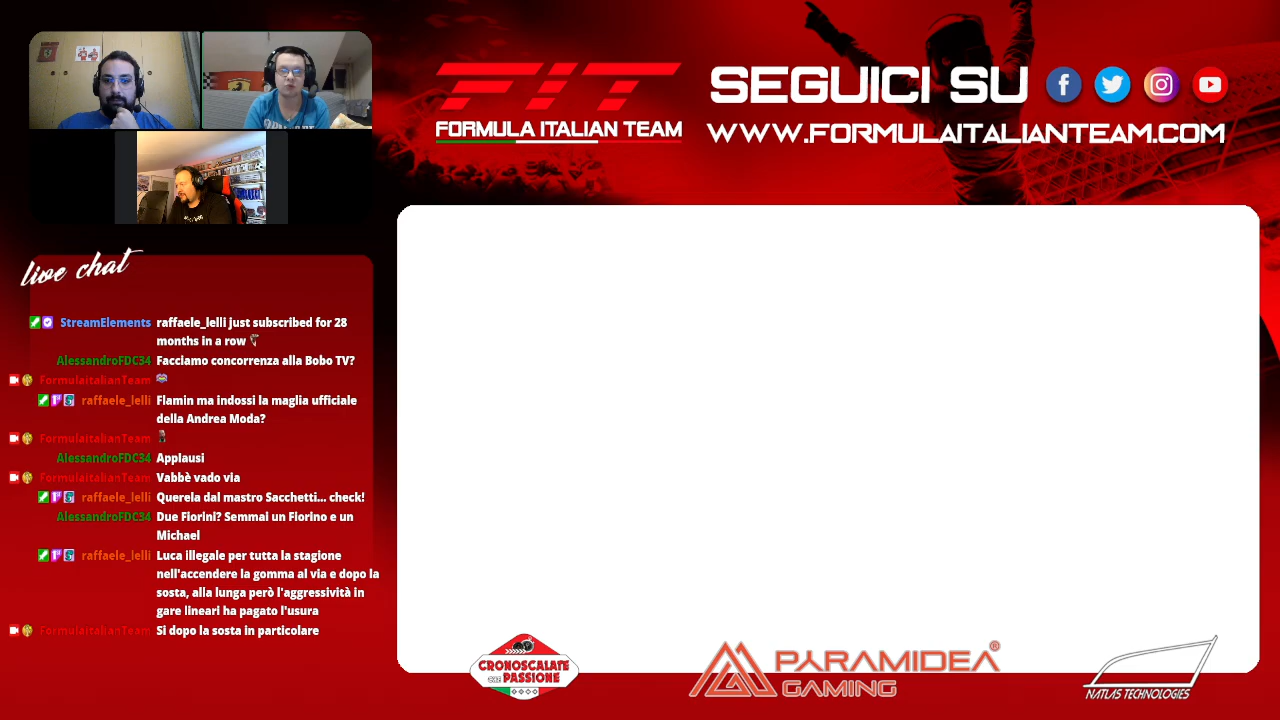 FIT
FORMULA ITALIAN TEAM
SEGUICI SU
WWW.FORMULAITALIANTEAM.COM
live chat
StreamElements raffaele_lelli just subscribed for 28
months in a row
AlessandroFDC34 Facciamo concorrenza alla Bobo TV?
FormulaItalianTeam
raffaele_lelli Flamin ma indossi la maglia ufficiale
della Andrea Moda?
FormulaItalianTeam
AlessandroFDC34 Applausi
FormulaItalianTeam Vabbè vado via
raffaele_lelli Querela dal mastro Sacchetti... check!
AlessandroFDC34 Due Fiorini? Semmai un Fiorino e un
Michael
raffaele_lelli Luca illegale per tutta la stagione
nell'accendere la gomma al via e dopo la
sosta, alla lunga però l'aggressività in
gare lineari ha pagato l'usura
FormulaItalianTeam Si dopo la sosta in particolare
CRONOSCALATE
CHE PASSIONE
PYRAMIDEA®
GAMING
NATLAS TECHNOLOGIES